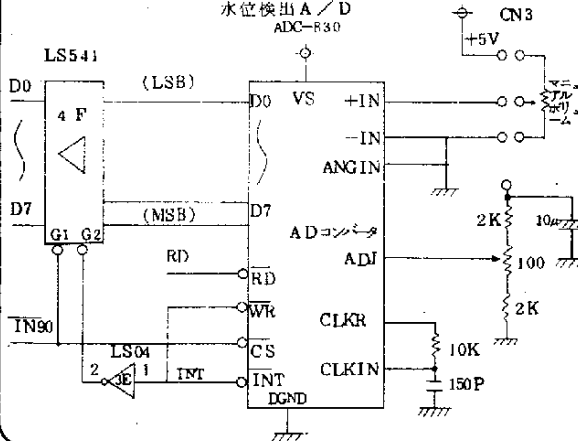 水位検出A／D
ADC-830
CN3
+5V
LS541
D0
(LSB)
D0
VS
+IN
マニュアルボリューム
4F
-IN
ANGIN
D7
(MSB)
D7
G1 G2
ADコンバータ
2K
10μ
RD
RD
ADJ
100
WR
2K
IN90
CS
CLKR
LS04
10K
2 3E 1
INT
INT
CLKIN
150P
DGND